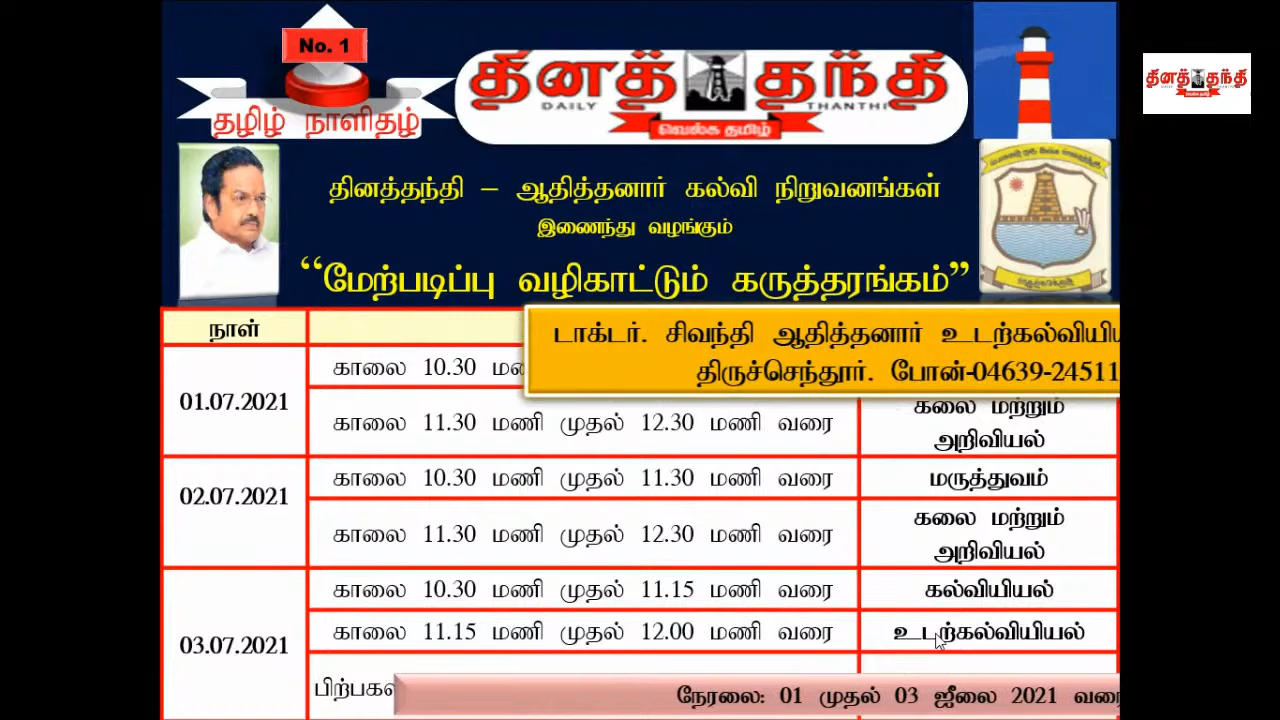 No. 1
தமிழ் நாளிதழ்
தினத் தந்தி
DAILY THANTHI
வெல்க தமிழ்
தினத் தந்தி
வெல்க தமிழ்
தினத்தந்தி – ஆதித்தனார் கல்வி நிறுவனங்கள்
இணைந்து வழங்கும்
“மேற்படிப்பு வழிகாட்டும் கருத்தரங்கம்”
நாள்
டாக்டர். சிவந்தி ஆதித்தனார் உடற்கல்வியிய
திருச்செந்தூர். போன்-04639-24511
01.07.2021
காலை 10.30
காலை 11.30 மணி முதல் 12.30 மணி வரை
கலை மற்றும்
அறிவியல்
02.07.2021
காலை 10.30 மணி முதல் 11.30 மணி வரை
மருத்துவம்
காலை 11.30 மணி முதல் 12.30 மணி வரை
கலை மற்றும்
அறிவியல்
03.07.2021
காலை 10.30 மணி முதல் 11.15 மணி வரை
கல்வியியல்
காலை 11.15 மணி முதல் 12.00 மணி வரை
உடற்கல்வியியல்
பிற்பகல்
நேரலை: 01 முதல் 03 ஜீலை 2021 வரை